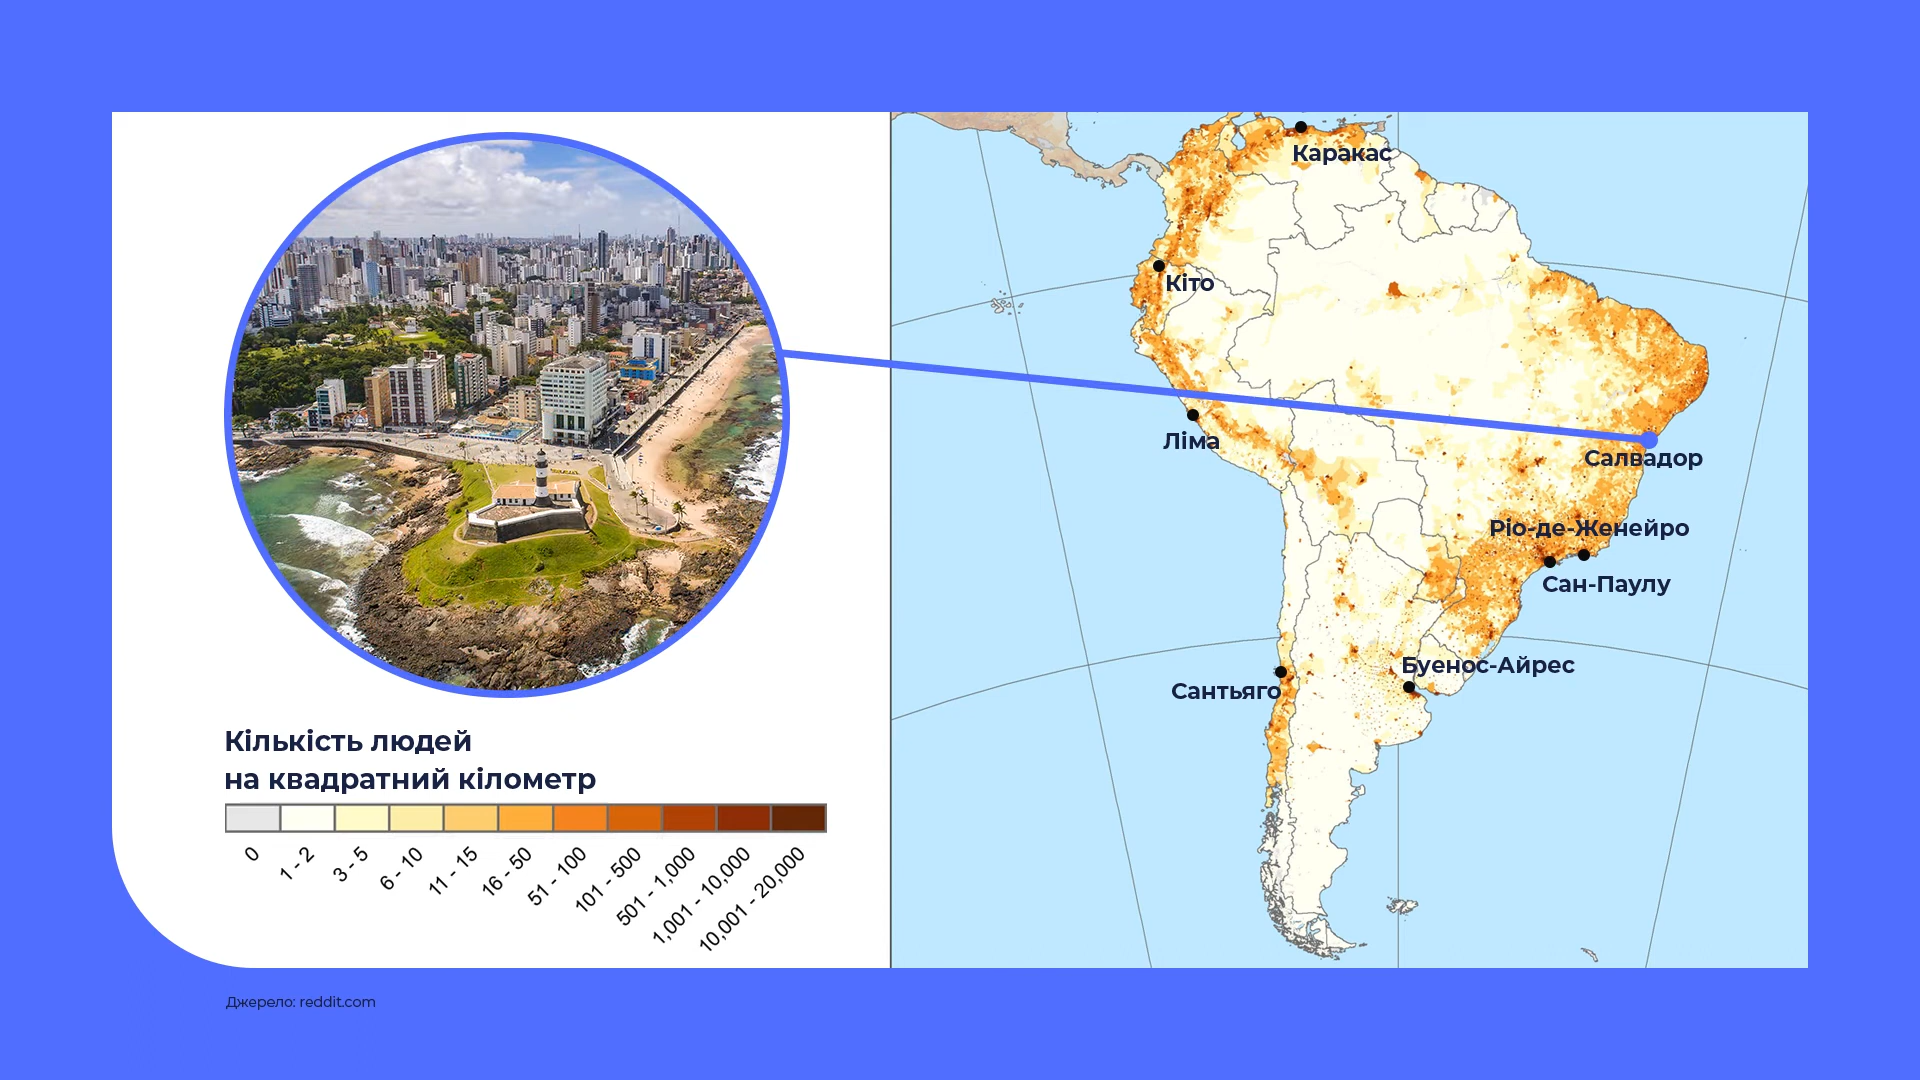 Кількість людей
на квадратний кілометр
0
1 - 2
3 - 5
6 - 10
11 - 15
16 - 50
51 - 100
101 - 500
501 - 1,000
1,001 - 10,000
10,001 - 20,000
Каракас
Кіто
Ліма
Салвадор
Ріо-де-Женейро
Сан-Паулу
Буенос-Айрес
Сантьяго
Джерело: reddit.com